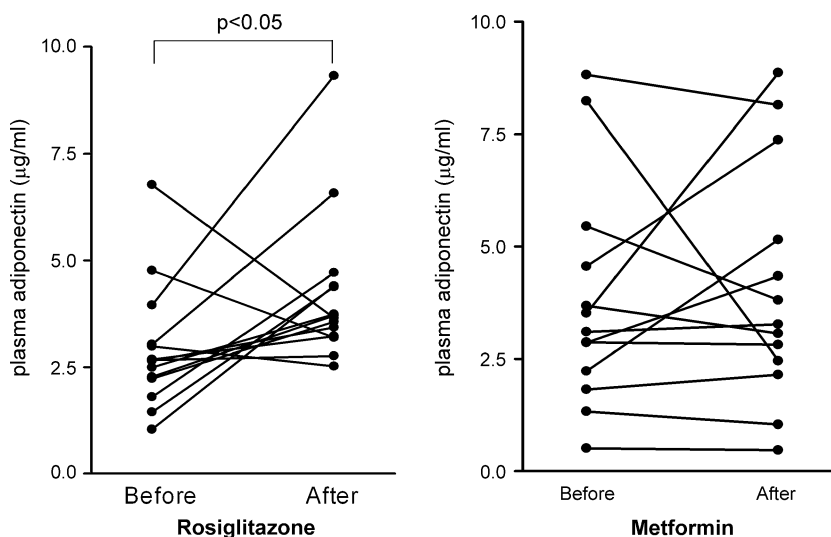 p<0.05
plasma adiponectin (μg/ml)
10.0
7.5
5.0
2.5
0.0
Before
After
Rosiglitazone
plasma adiponectin (μg/ml)
10.0
7.5
5.0
2.5
0.0
Before
After
Metformin